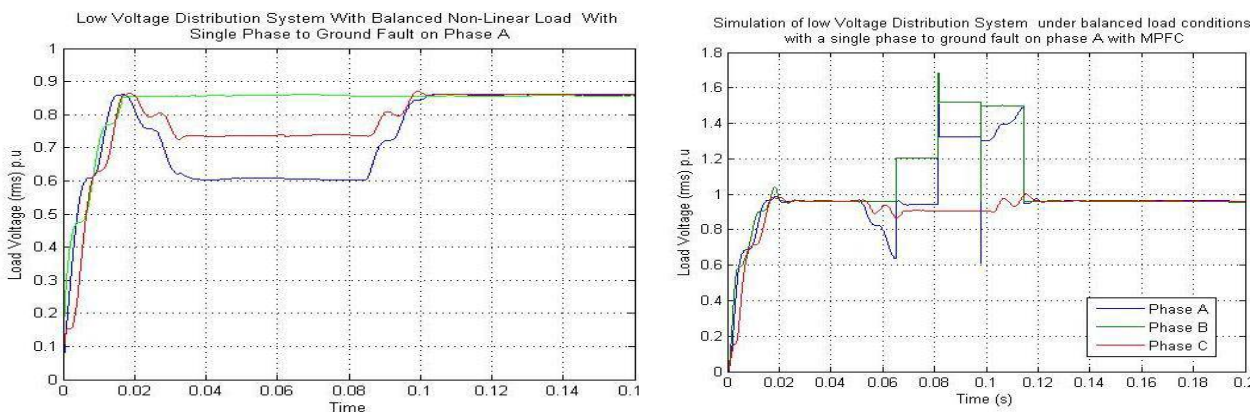 Low Voltage Distribution System With Balanced Non-Linear Load With
Single Phase to Ground Fault on Phase A
Load Voltage (rms) p.u
1
0.9
0.8
0.7
0.6
0.5
0.4
0.3
0.2
0.1
0
0 0.02 0.04 0.06 0.08 0.1 0.12 0.14 0.16
Time
Simulation of low Voltage Distribution System under balanced load conditions
with a single phase to ground fault on phase A with MPFC
Load Voltage (rms) p.u
1.8
1.6
1.4
1.2
1
0.8
0.6
0.4
0.2
0
0 0.02 0.04 0.06 0.08 0.1 0.12 0.14 0.16 0.18
Time (s)
Phase A
Phase B
Phase C